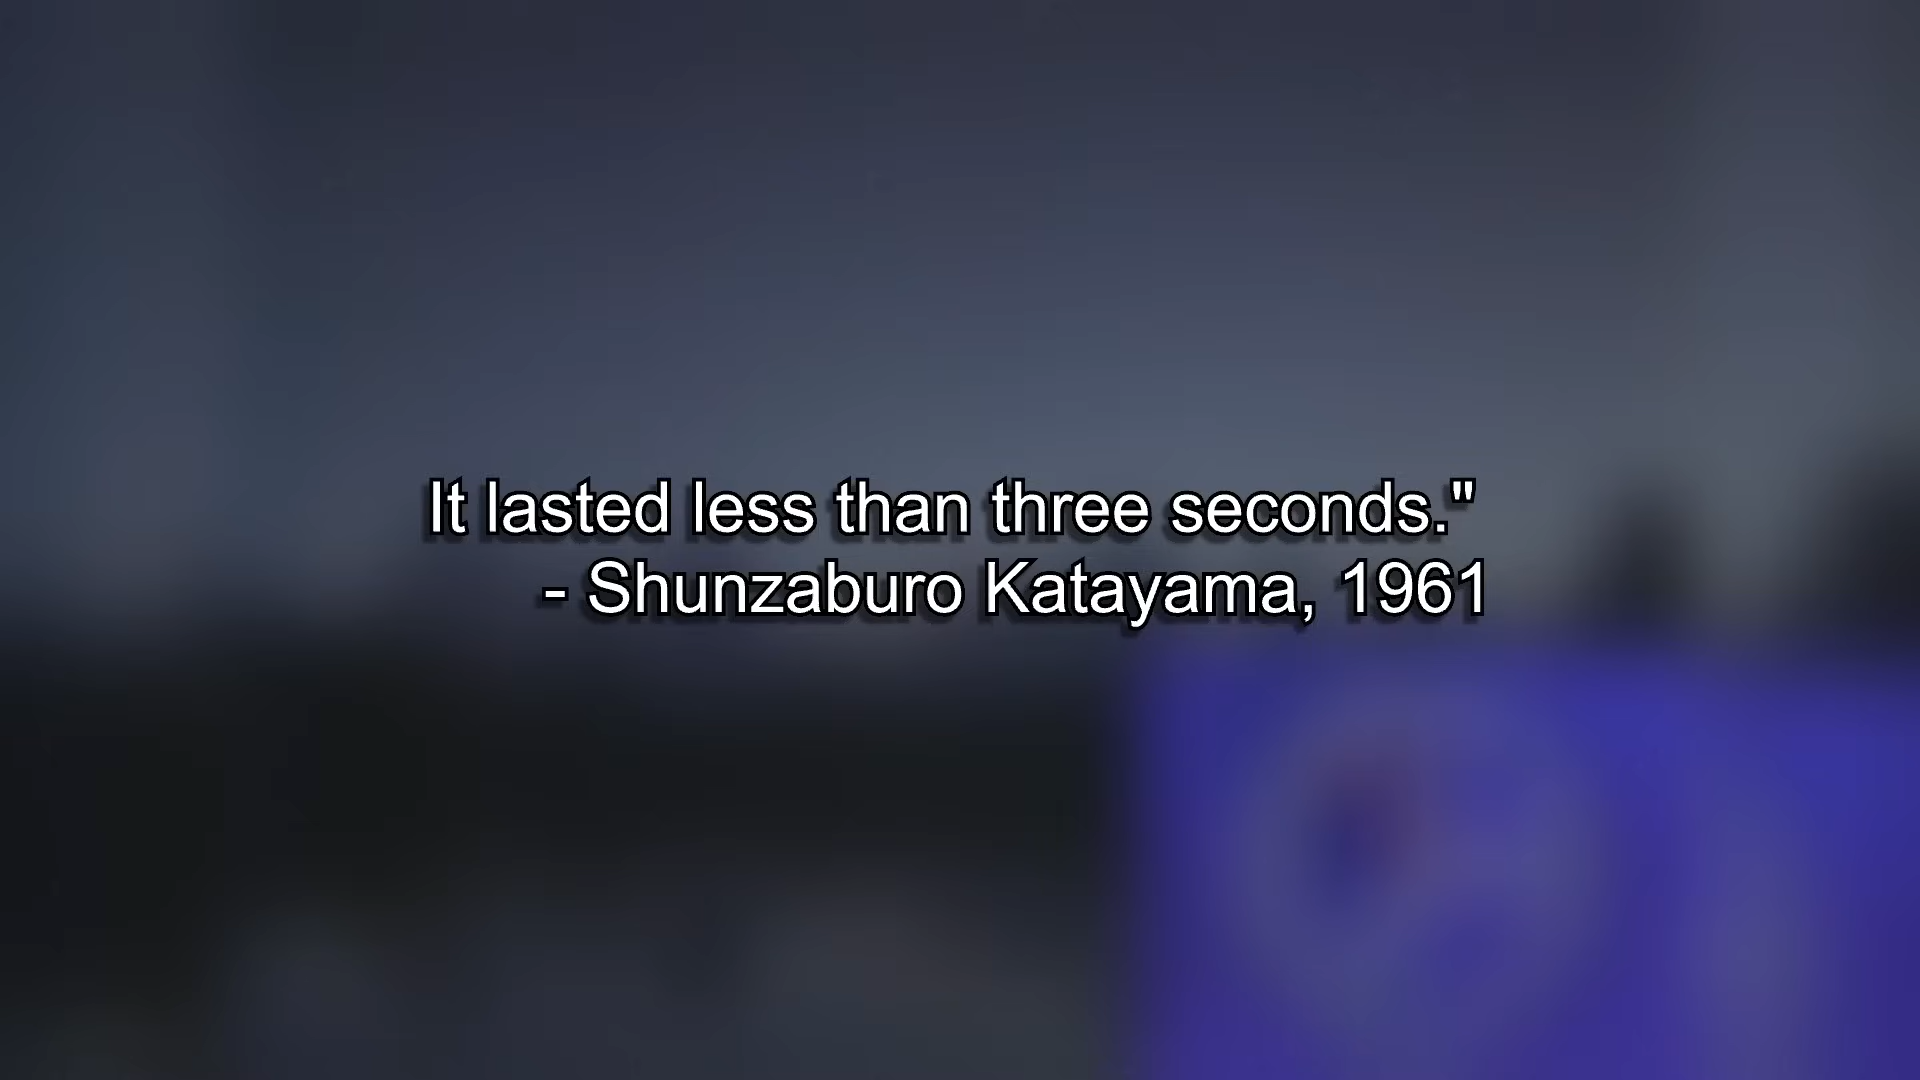 It lasted less than three seconds."
- Shunzaburo Katayama, 1961